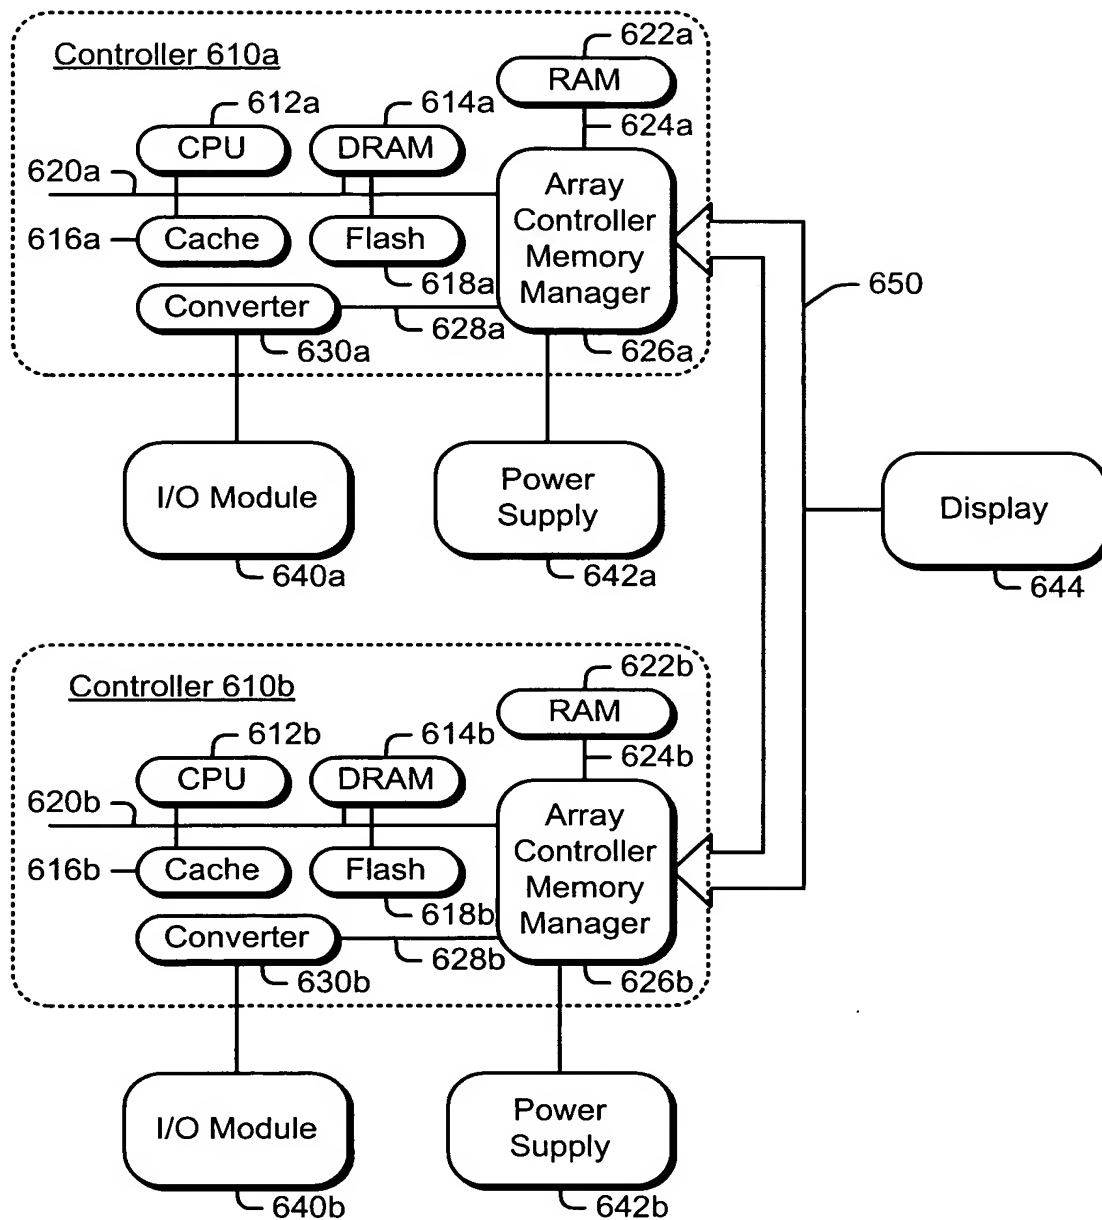 622a
Controller 610a
RAM
612a
614a
624a
CPU
DRAM
620a
Array
Controller
Memory
Manager
616a
Cache
Flash
618a
650
Converter
628a
630a
626a
I/O Module
Power
Supply
Display
640a
642a
644
622b
Controller 610b
RAM
612b
614b
624b
CPU
DRAM
620b
Array
Controller
Memory
Manager
616b
Cache
Flash
618b
Converter
628b
630b
626b
I/O Module
Power
Supply
640b
642b